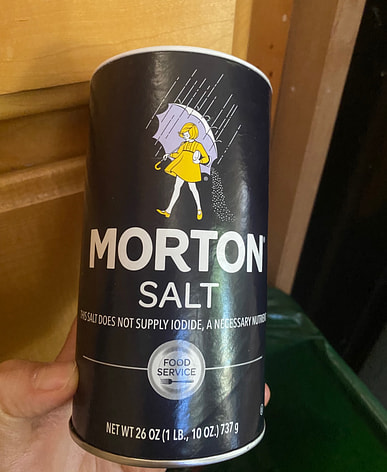 MORTON
SALT
THIS SALT DOES NOT SUPPLY IODIDE, A NECESSARY
FOOD
SERVICE
NET WT 26 OZ (1 LB., 10 OZ.) 737 g